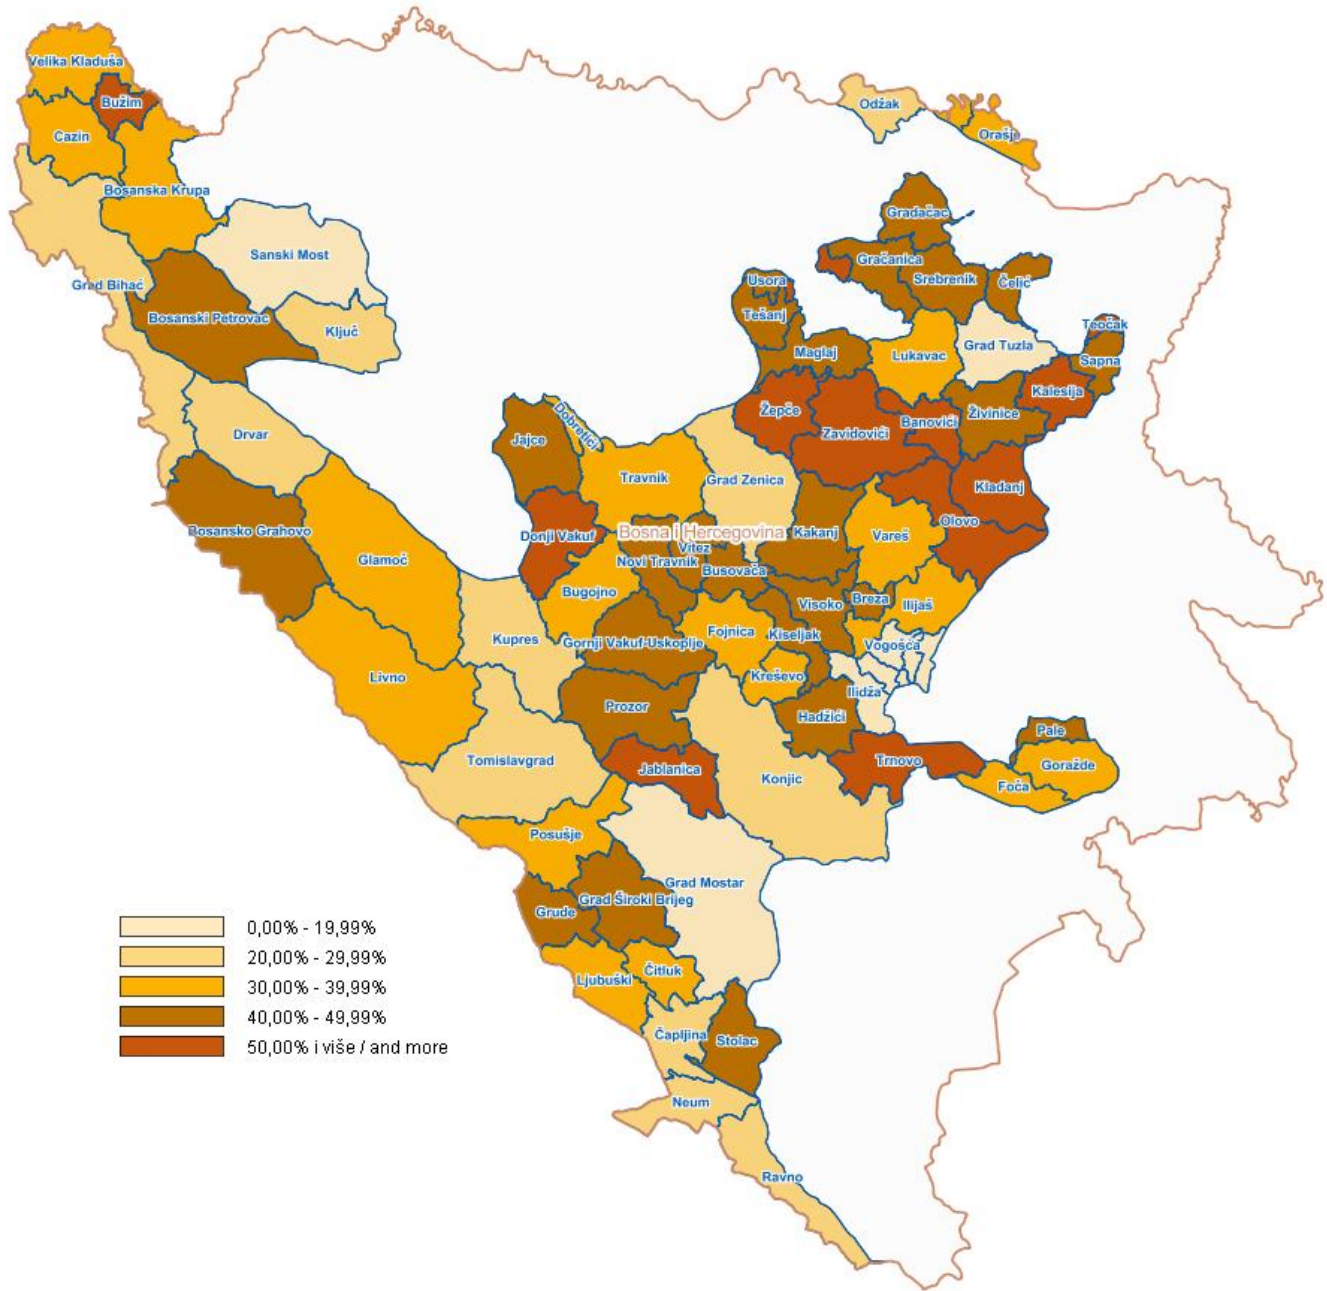 Velika Kladuša
Bužim
Odžak
Cazin
Orašje
Bosanska Krupa
Gradačac
Sanski Most
Gračanica
Grad Bihać
Usora
Srebrenik
Čelić
Bosanski Petrovac
Tešanj
Teočak
Ključ
Maglaj
Lukavac
Grad Tuzla
Sapna
Kalesija
Žepče
Živinice
Dobretići
Banovići
Drvar
Jajce
Zavidovići
Travnik
Grad Zenica
Kladanj
Olovo
Bosansko Grahovo
Donji Vakuf
Bosna i Hercegovina
Kakanj
Vareš
Vitez
Glamoč
Novi Travnik
Busovača
Bugojno
Visoko
Breza
Ilijaš
Kupres
Gornji Vakuf-Uskoplje
Fojnica
Kiseljak
Vogošća
Livno
Kreševo
Ilidža
Prozor
Hadžići
Pale
Tomislavgrad
Jablanica
Konjic
Trnovo
Goražde
Foča
Posušje
Grad Mostar
Grad Široki Brijeg
Grude
Čitluk
Ljubuški
Čapljina
Stolac
Neum
Ravno
0,00% - 19,99%
20,00% - 29,99%
30,00% - 39,99%
40,00% - 49,99%
50,00% i više / and more